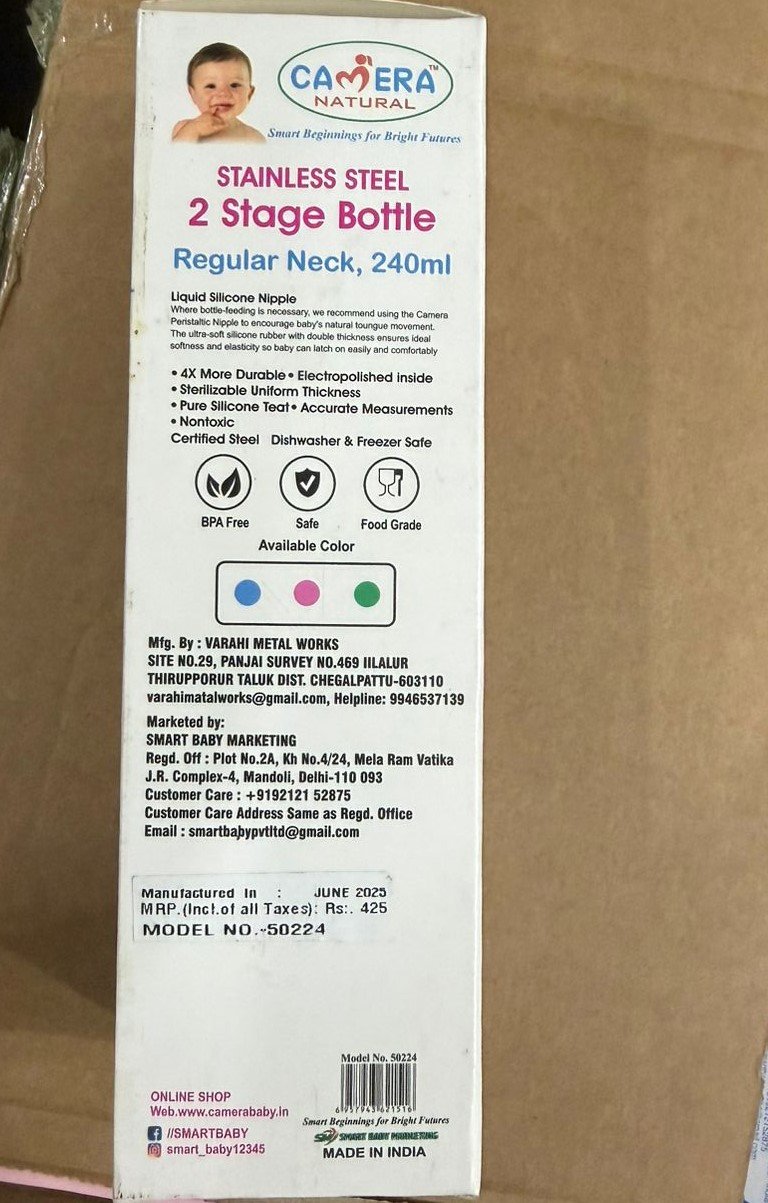 CAMERA™
NATURAL
Smart Beginnings for Bright Futures
STAINLESS STEEL
2 Stage Bottle
Regular Neck, 240ml
Liquid Silicone Nipple
Where bottle-feeding is necessary, we recommend using the Camera
Peristaltic Nipple to encourage baby's natural toungue movement.
The ultra-soft silicone rubber with double thickness ensures ideal
softness and elasticity so baby can latch on easily and comfortably
• 4X More Durable • Electropolished inside
• Sterilizable Uniform Thickness
• Pure Silicone Teat • Accurate Measurements
• Nontoxic
Certified Steel Dishwasher & Freezer Safe
BPA Free Safe Food Grade
Available Color
Mfg. By : VARAHI METAL WORKS
SITE NO.29, PANJAI SURVEY NO.469 IILALUR
THIRUPPORUR TALUK DIST. CHEGALPATTU-603110
varahimatalworks@gmail.com, Helpline: 9946537139
Marketed by:
SMART BABY MARKETING
Regd. Off : Plot No.2A, Kh No.4/24, Mela Ram Vatika
J.R. Complex-4, Mandoli, Delhi-110 093
Customer Care : +9192121 52875
Customer Care Address Same as Regd. Office
Email : smartbabypvtltd@gmail.com
Manufactured In : JUNE 2025
MRP.(Incl.of all Taxes): Rs:. 425
MODEL NO.-50224
Model No. 50224
6 957943 621516
ONLINE SHOP
Web.www.camerababy.in
//SMARTBABY
smart_baby12345
Smart Beginnings for Bright Futures
SMART BABY MARKETING
MADE IN INDIA